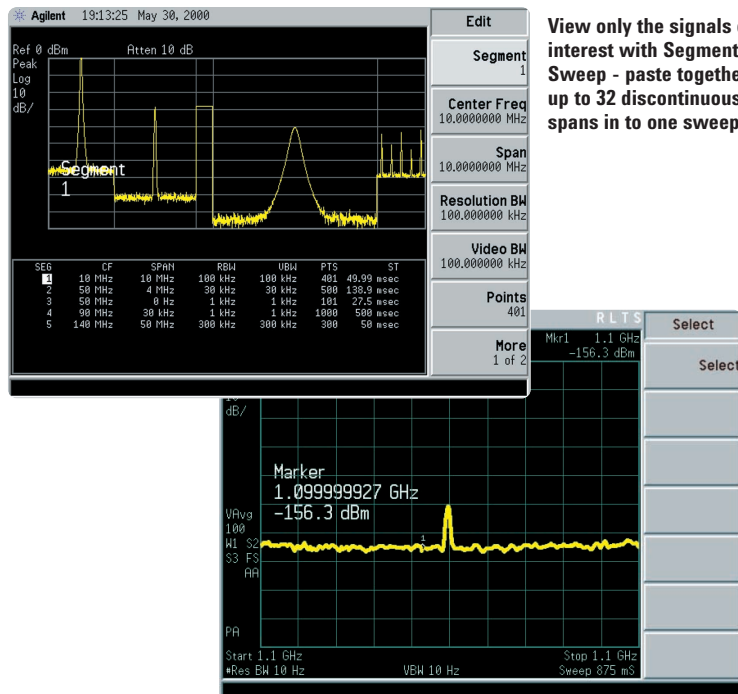 Agilent 19:13:25 May 30, 2000
Ref 0 dBm Atten 10 dB
Peak
Log
10
dB/
Segment
1
SEG CF SPAN RBW VBW PTS ST
1 10 MHz 10 MHz 100 kHz 100 kHz 401 49.99 msec
2 50 MHz 4 MHz 30 kHz 30 kHz 500 138.9 msec
3 50 MHz 0 Hz 1 kHz 1 kHz 101 27.5 msec
4 90 MHz 30 kHz 1 kHz 1 kHz 1000 500 msec
5 140 MHz 50 MHz 300 kHz 300 kHz 300 50 msec
Edit
Segment
1
Center Freq
10.0000000 MHz
Span
10.0000000 MHz
Resolution BW
100.000000 kHz
Video BW
100.000000 kHz
Points
401
More
1 of 2
View only the signals
interest with Segment
Sweep - paste togethe
up to 32 discontinuous
spans in to one sweep
R L T S
Mkr1 1.1 GHz
-156.3 dBm
dB/
Marker
1.099999927 GHz
-156.3 dBm
VAvg
100
W1 S2
S3 FS
AA
1
PA
Start 1.1 GHz Stop 1.1 GHz
#Res BW 10 Hz VBW 10 Hz Sweep 875 mS
Select
Select